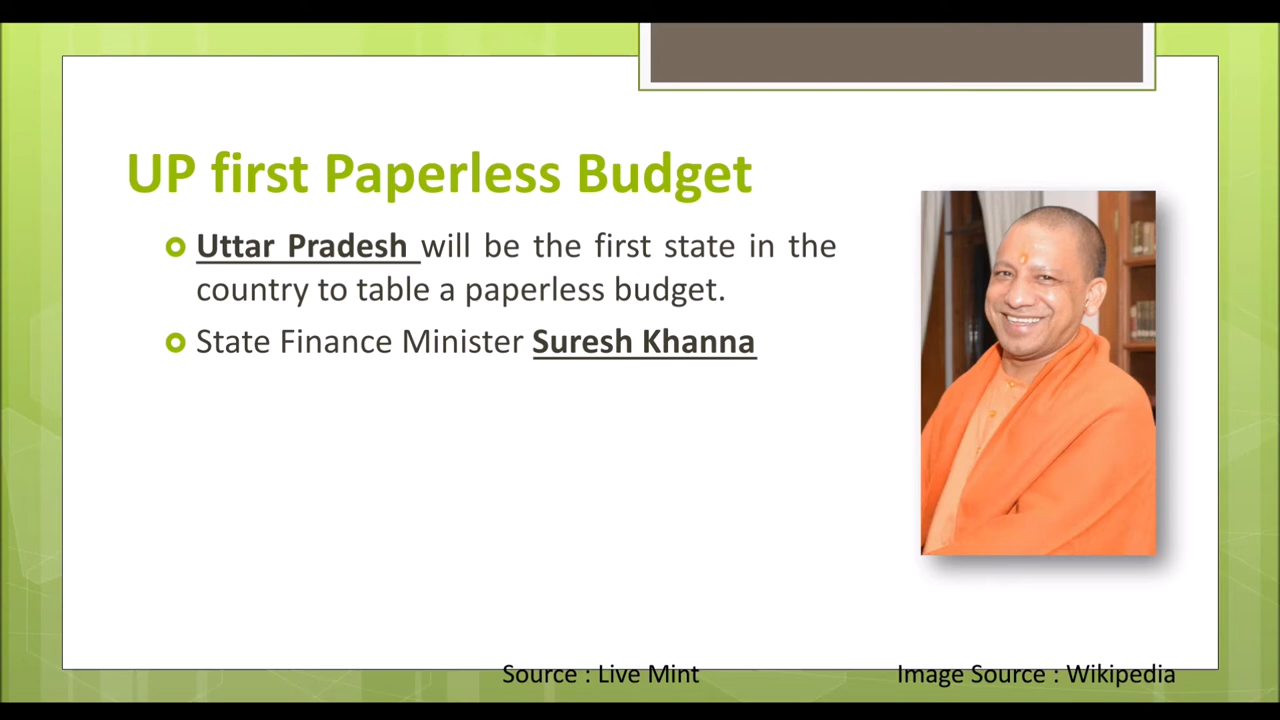 UP first Paperless Budget
Uttar Pradesh will be the first state in the
country to table a paperless budget.
State Finance Minister Suresh Khanna
Source : Live Mint
Image Source : Wikipedia